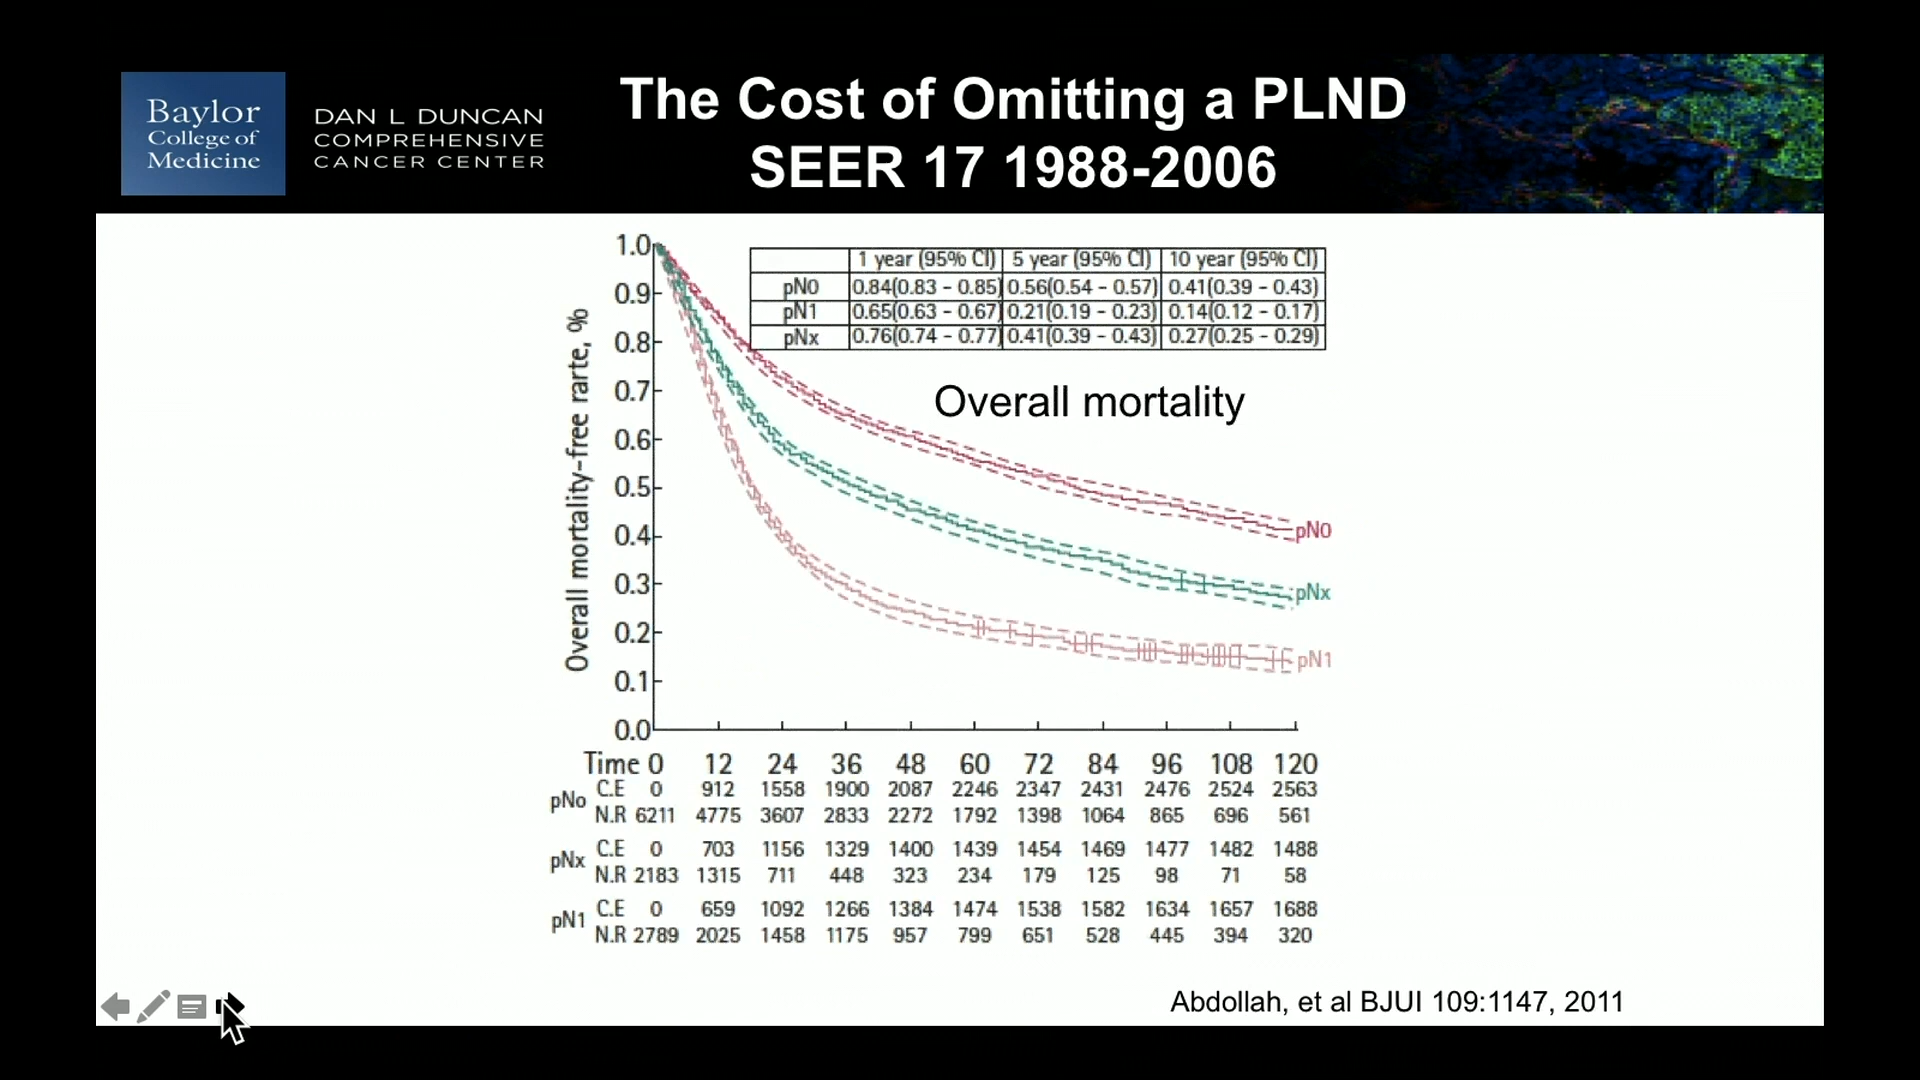 Baylor
College of
Medicine
DAN L DUNCAN
COMPREHENSIVE
CANCER CENTER
The Cost of Omitting a PLND
SEER 17 1988-2006
1 year (95% CI) 5 year (95% CI) 10 year (95% CI)
pN0 0.84(0.83 - 0.85) 0.56(0.54 - 0.57) 0.41(0.39 - 0.43)
pN1 0.65(0.63 - 0.67) 0.21(0.19 - 0.23) 0.14(0.12 - 0.17)
pNx 0.76(0.74 - 0.77) 0.41(0.39 - 0.43) 0.27(0.25 - 0.29)
Overall mortality
Overall mortality-free rarte, %
1.0
0.9
0.8
0.7
0.6
0.5
0.4
0.3
0.2
0.1
0.0
pN0
pNx
pN1
Time 0 12 24 36 48 60 72 84 96 108 120
pNo
C.E 0 912 1558 1900 2087 2246 2347 2431 2476 2524 2563
N.R 6211 4775 3607 2833 2272 1792 1398 1064 865 696 561
pNx
C.E 0 703 1156 1329 1400 1439 1454 1469 1477 1482 1488
N.R 2183 1315 711 448 323 234 179 125 98 71 58
pN1
C.E 0 659 1092 1266 1384 1474 1538 1582 1634 1657 1688
N.R 2789 2025 1458 1175 957 799 651 528 445 394 320
Abdollah, et al BJUI 109:1147, 2011